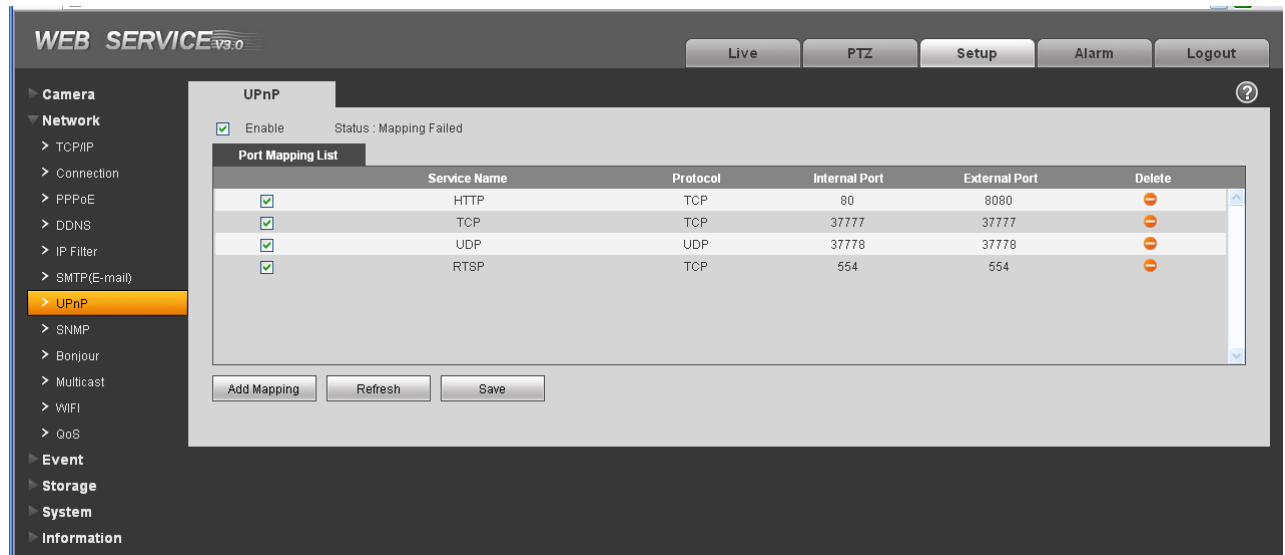 WEB SERVICE V3.0
Live PTZ Setup Alarm Logout
Camera
Network
> TCP/IP
> Connection
> PPPoE
> DDNS
> IP Filter
> SMTP(E-mail)
> UPnP
> SNMP
> Bonjour
> Multicast
> WIFI
> QoS
Event
Storage
System
Information
UPnP ?
Enable Status : Mapping Failed
Port Mapping List
Service Name Protocol Internal Port External Port Delete
HTTP TCP 80 8080
TCP TCP 37777 37777
UDP UDP 37778 37778
RTSP TCP 554 554
Add Mapping Refresh Save